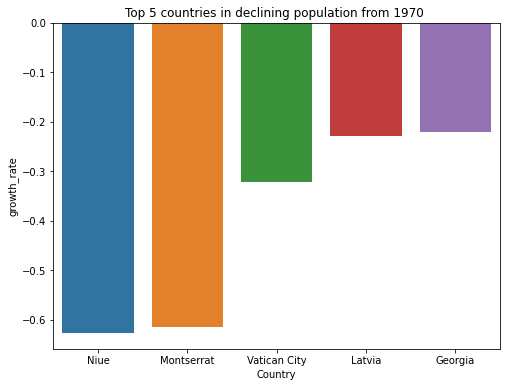 Top 5 countries in declining population from 1970
growth_rate
0.0
−0.1
−0.2
−0.3
−0.4
−0.5
−0.6
Niue Montserrat Vatican City Latvia Georgia
Country